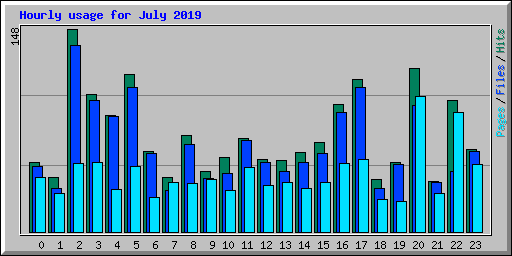 Hourly usage for July 2019
148
Pages/Files/Hits
0 1 2 3 4 5 6 7 8 9 10 11 12 13 14 15 16 17 18 19 20 21 22 23